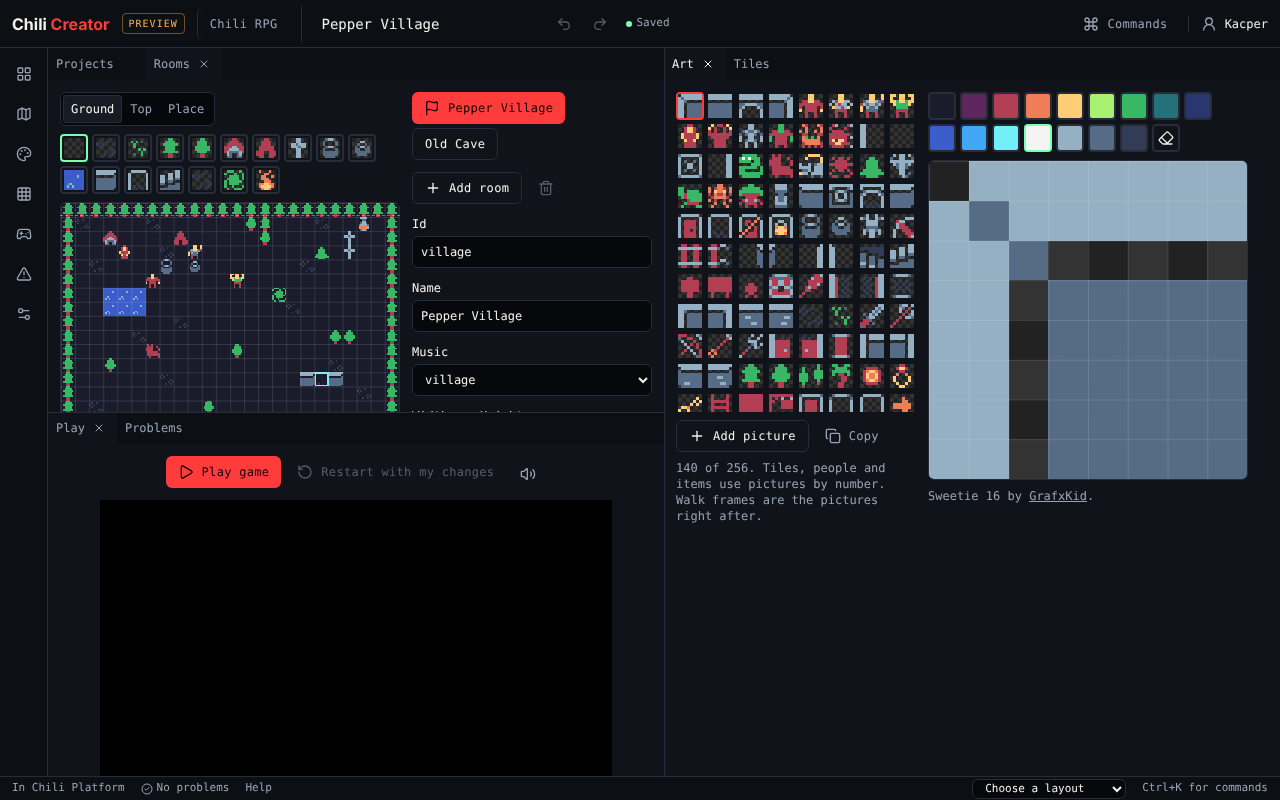 Chili Creator PREVIEW Chili RPG Pepper Village Saved Commands Kacper
Projects Rooms Art Tiles
Ground Top Place
Pepper Village
Old Cave
Add room
Id
village
Name
Pepper Village
Music
village
Play Problems
Play game Restart with my changes
Add picture Copy
140 of 256. Tiles, people and
items use pictures by number.
Walk frames are the pictures
right after.
Sweetie 16 by GrafxKid.
In Chili Platform No problems Help Choose a layout Ctrl+K for commands